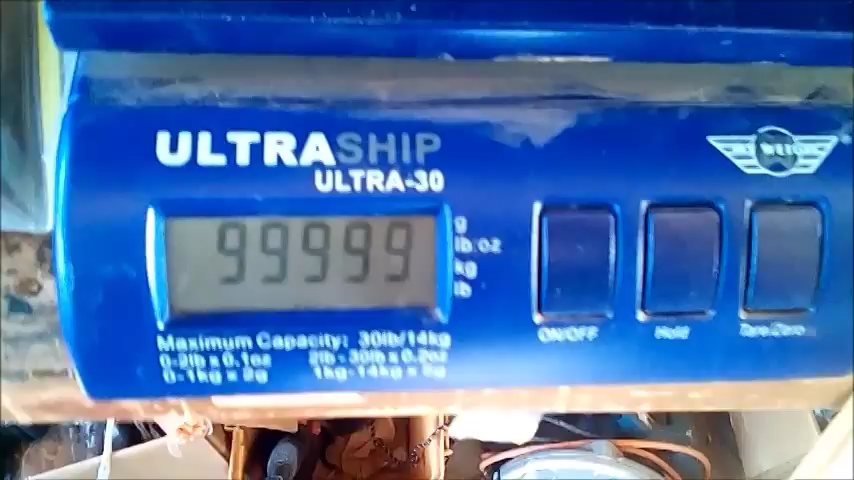 ULTRASHIP
ULTRA-30
99999
g
lb oz
kg
lb
Maximum Capacity: 30lb/14kg
0-2lb x 0.1oz 2lb - 30lb x 0.2oz
0-1kg x 2g 1kg-14kg x 5g
ON/OFF
Hold
Tare/Zero